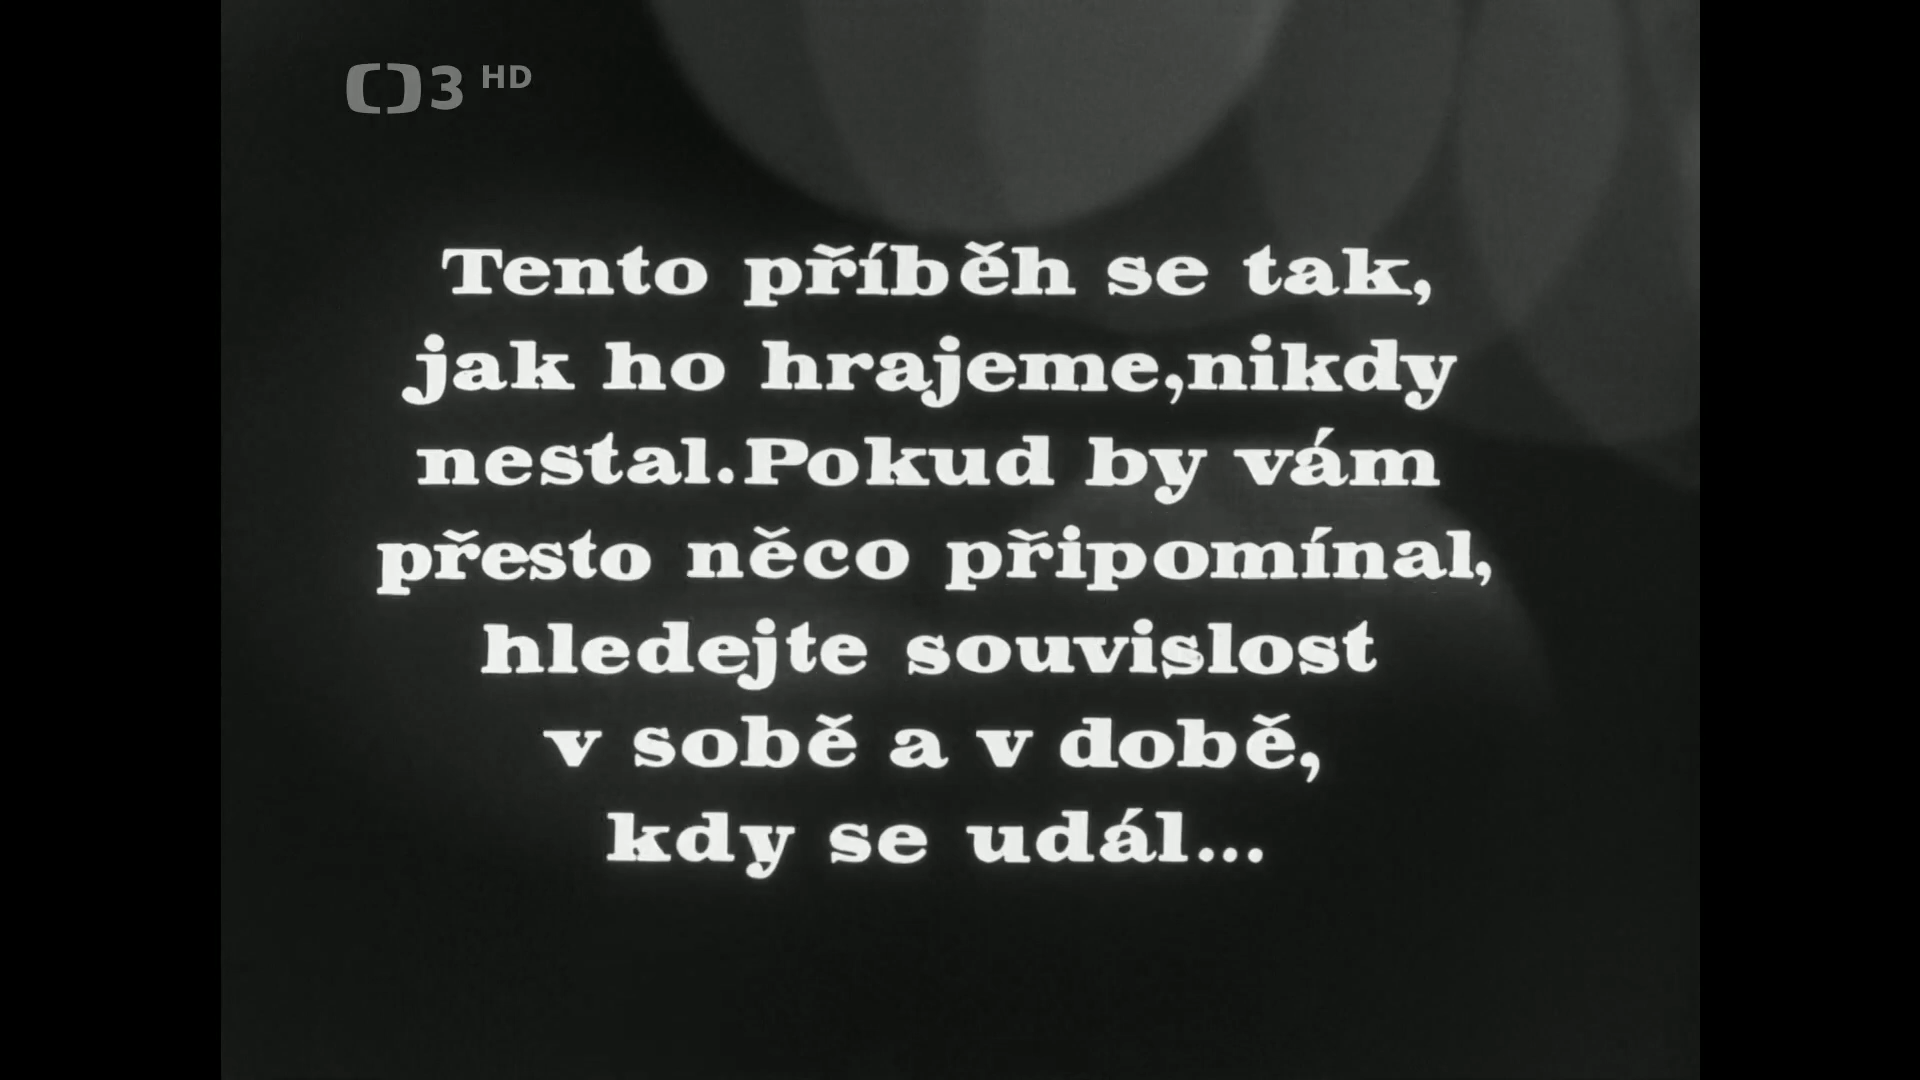 3 HD
Tento příběh se tak,
jak ho hrajeme,nikdy
nestal.Pokud by vám
přesto něco připomínal,
hledejte souvislost
v sobě a v době,
kdy se udál...